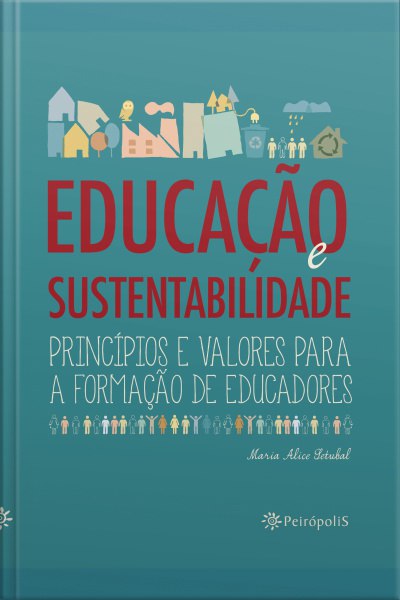 EDUCAÇÃO
e
SUSTENTABILIDADE
PRINCÍPIOS E VALORES PARA
A FORMAÇÃO DE EDUCADORES
Maria Alice Setubal
PeirópoliS